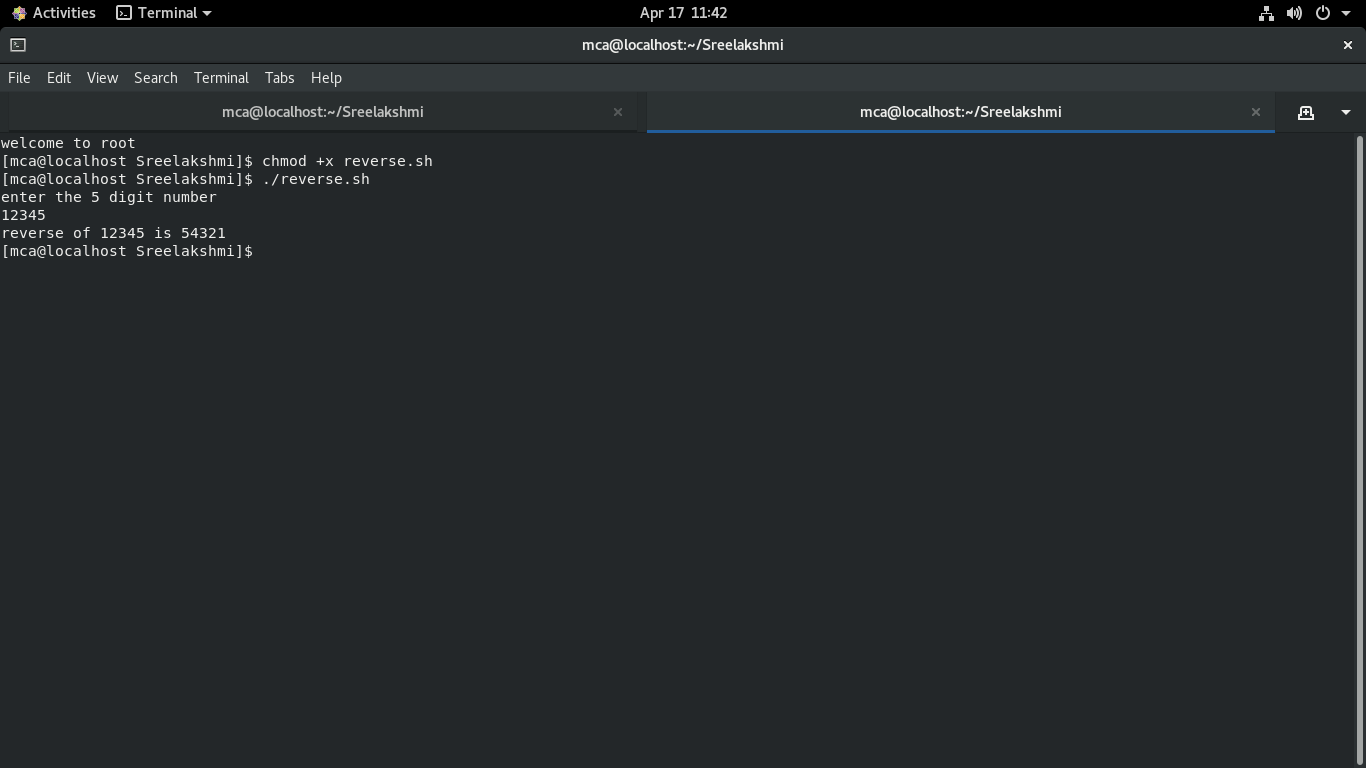 Activities Terminal Apr 17 11:42
mca@localhost:~/Sreelakshmi
File Edit View Search Terminal Tabs Help
mca@localhost:~/Sreelakshmi mca@localhost:~/Sreelakshmi
welcome to root
[mca@localhost Sreelakshmi]$ chmod +x reverse.sh
[mca@localhost Sreelakshmi]$ ./reverse.sh
enter the 5 digit number
12345
reverse of 12345 is 54321
[mca@localhost Sreelakshmi]$